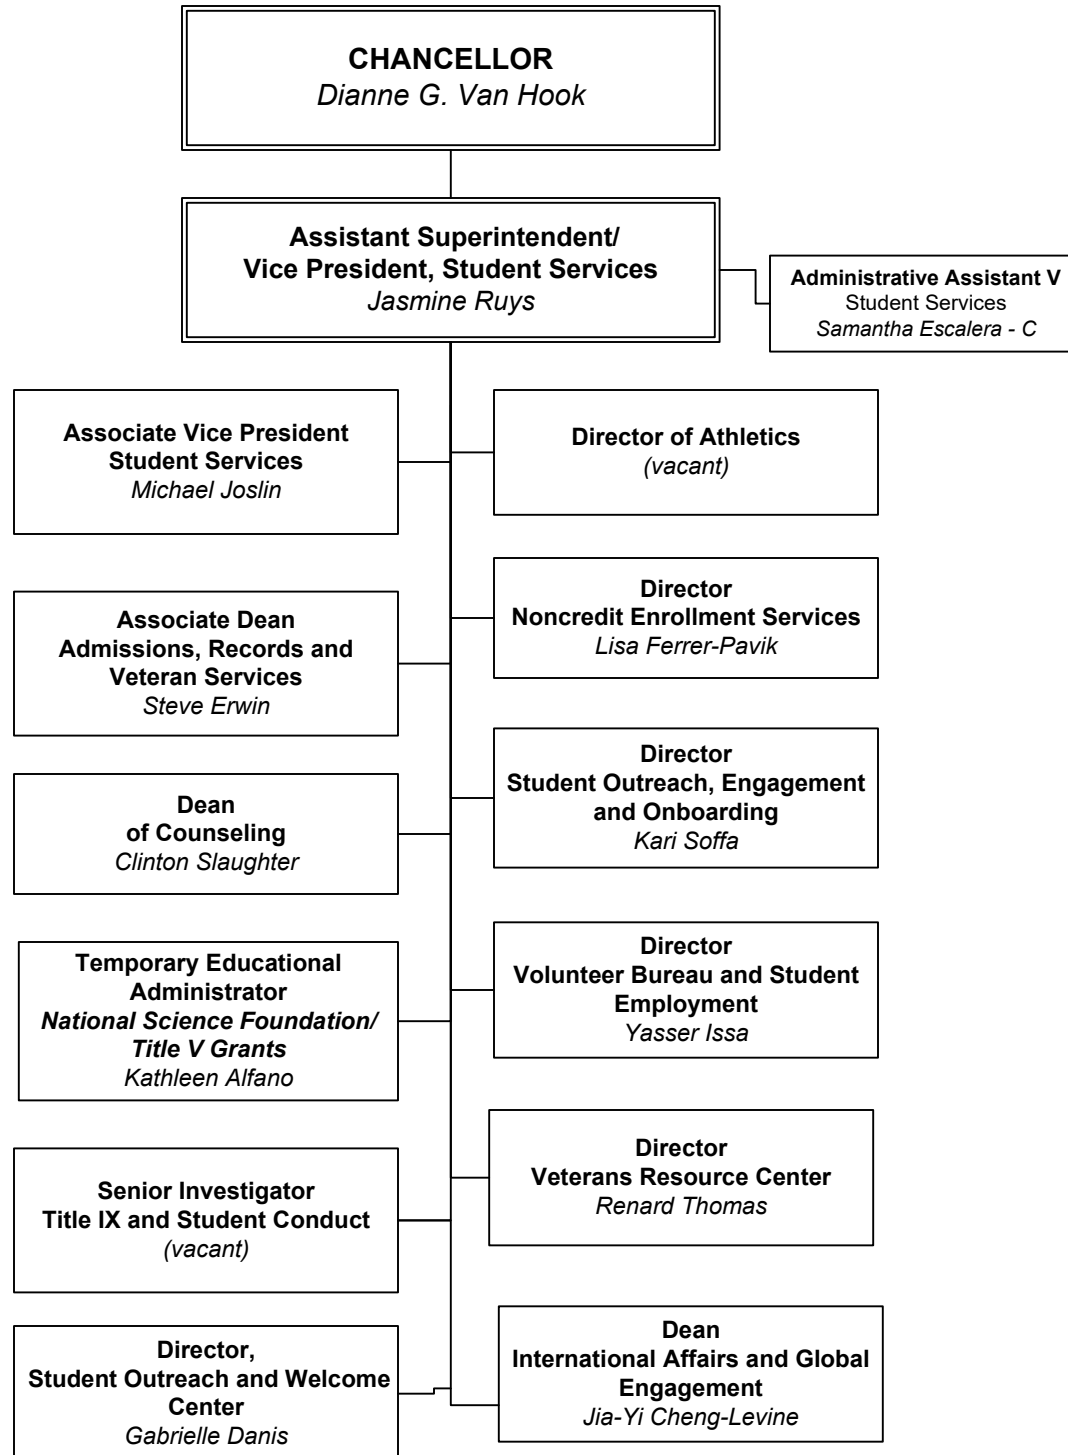 CHANCELLOR
Dianne G. Van Hook
Assistant Superintendent/
Vice President, Student Services
Jasmine Ruys
Administrative Assistant V
Student Services
Samantha Escalera - C
Associate Vice President
Student Services
Michael Joslin
Director of Athletics
(vacant)
Associate Dean
Admissions, Records and
Veteran Services
Steve Erwin
Director
Noncredit Enrollment Services
Lisa Ferrer-Pavik
Dean
of Counseling
Clinton Slaughter
Director
Student Outreach, Engagement
and Onboarding
Kari Soffa
Temporary Educational
Administrator
National Science Foundation/
Title V Grants
Kathleen Alfano
Director
Volunteer Bureau and Student
Employment
Yasser Issa
Senior Investigator
Title IX and Student Conduct
(vacant)
Director
Veterans Resource Center
Renard Thomas
Director,
Student Outreach and Welcome
Center
Gabrielle Danis
Dean
International Affairs and Global
Engagement
Jia-Yi Cheng-Levine